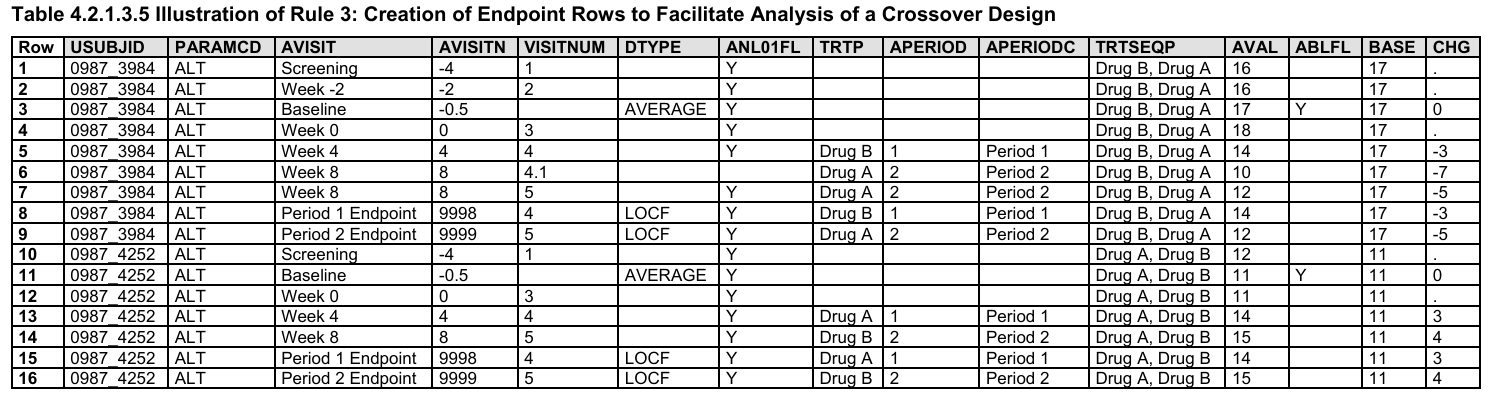 Table 4.2.1.3.5 Illustration of Rule 3: Creation of Endpoint Rows to Facilitate Analysis of a Crossover Design
Row USUBJID PARAMCD AVISIT AVISITN VISITNUM DTYPE ANL01FL TRTP APERIOD APERIODC TRTSEQP AVAL ABLFL BASE CHG
1 0987_3984 ALT Screening -4 1 Y Drug B, Drug A 16 17 .
2 0987_3984 ALT Week -2 -2 2 Y Drug B, Drug A 16 17 .
3 0987_3984 ALT Baseline -0.5 AVERAGE Y Drug B, Drug A 17 Y 17 0
4 0987_3984 ALT Week 0 0 3 Y Drug B, Drug A 18 17 .
5 0987_3984 ALT Week 4 4 4 Y Drug B 1 Period 1 Drug B, Drug A 14 17 -3
6 0987_3984 ALT Week 8 8 4.1 Drug A 2 Period 2 Drug B, Drug A 10 17 -7
7 0987_3984 ALT Week 8 8 5 Y Drug A 2 Period 2 Drug B, Drug A 12 17 -5
8 0987_3984 ALT Period 1 Endpoint 9998 4 LOCF Y Drug B 1 Period 1 Drug B, Drug A 14 17 -3
9 0987_3984 ALT Period 2 Endpoint 9999 5 LOCF Y Drug A 2 Period 2 Drug B, Drug A 12 17 -5
10 0987_4252 ALT Screening -4 1 Y Drug A, Drug B 12 11 .
11 0987_4252 ALT Baseline -0.5 AVERAGE Y Drug A, Drug B 11 Y 11 0
12 0987_4252 ALT Week 0 0 3 Y Drug A, Drug B 11 11 .
13 0987_4252 ALT Week 4 4 4 Y Drug A 1 Period 1 Drug A, Drug B 14 11 3
14 0987_4252 ALT Week 8 8 5 Y Drug B 2 Period 2 Drug A, Drug B 15 11 4
15 0987_4252 ALT Period 1 Endpoint 9998 4 LOCF Y Drug A 1 Period 1 Drug A, Drug B 14 11 3
16 0987_4252 ALT Period 2 Endpoint 9999 5 LOCF Y Drug B 2 Period 2 Drug A, Drug B 15 11 4